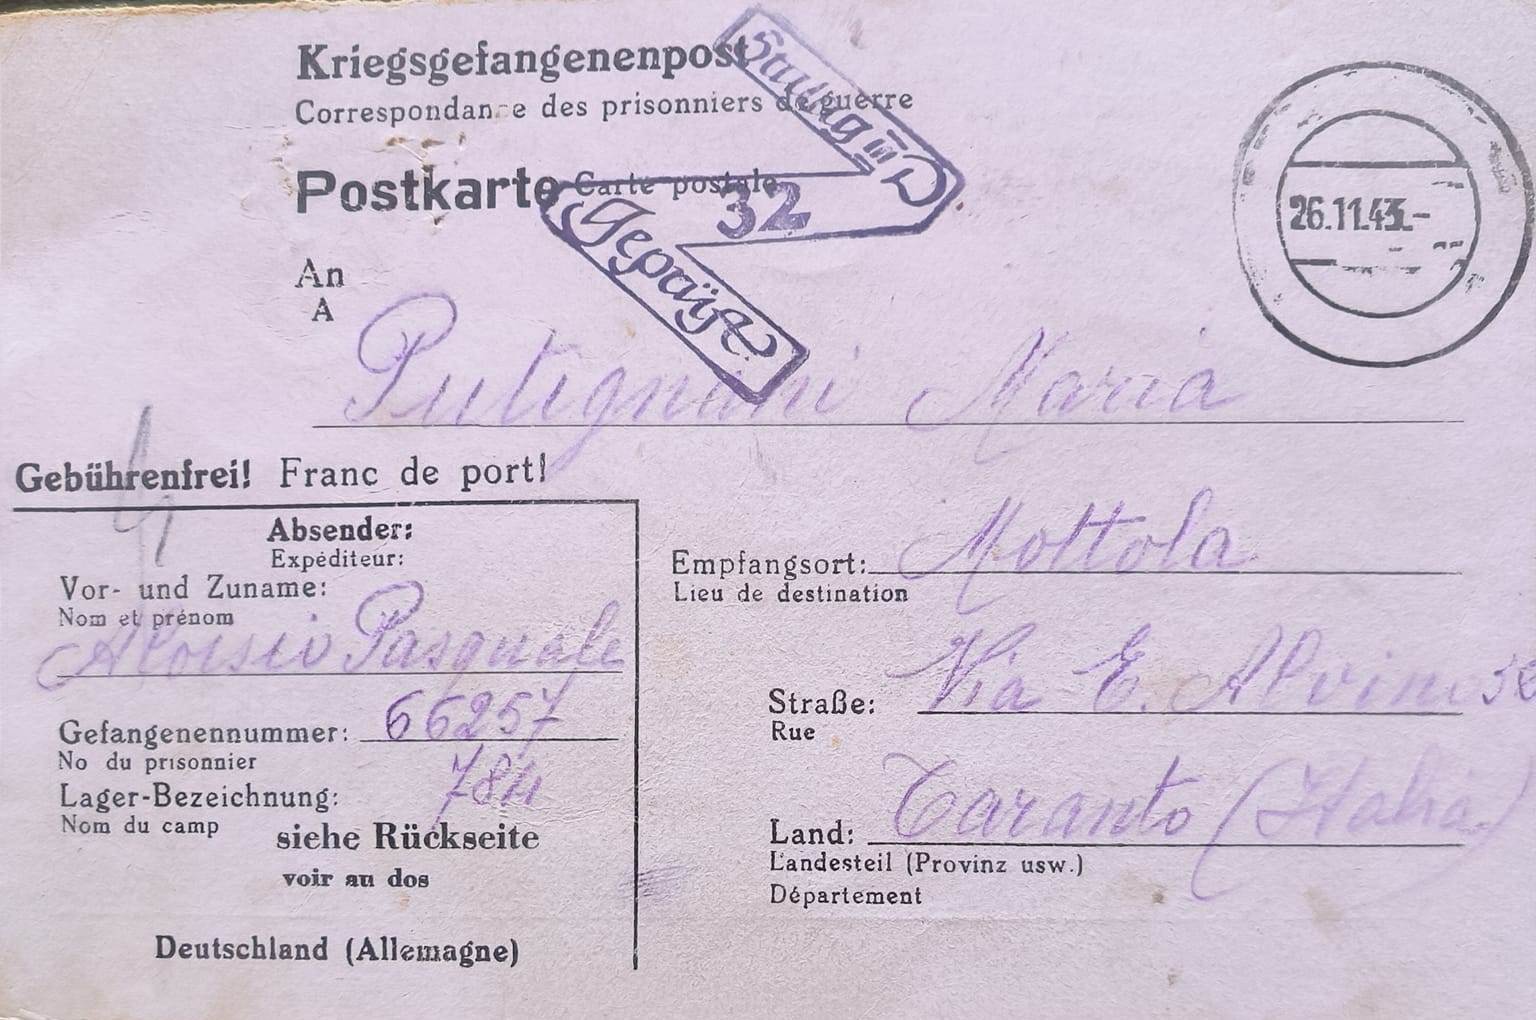 Kriegsgefangenenpost
Correspondance des prisonniers de guerre
Postkarte Carte postale
Stalag III D
32
Geprüft
26.11.43.-
An
A
Putignani Maria
Gebührenfrei! Franc de port!
Absender:
Expéditeur:
Vor- und Zuname:
Nom et prénom
Aloisio Pasquale
Gefangenennummer: 66257
No du prisonnier
784
Lager-Bezeichnung:
Nom du camp
siehe Rückseite
voir au dos
Deutschland (Allemagne)
Empfangsort: Mottola
Lieu de destination
Straße: Via E.
Rue
Land: Taranto (Italia)
Landesteil (Provinz usw.)
Département